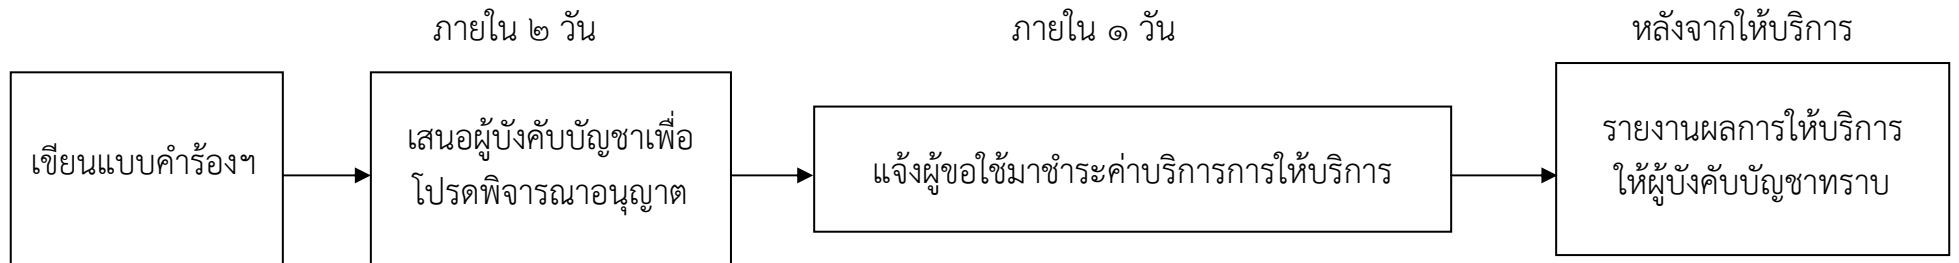 ภายใน ๒ วัน
ภายใน ๑ วัน
หลังจากให้บริการ
เขียนแบบคำร้องฯ
เสนอผู้บังคับบัญชาเพื่อ
โปรดพิจารณาอนุญาต
แจ้งผู้ขอใช้มาชำระค่าบริการการให้บริการ
รายงานผลการให้บริการ
ให้ผู้บังคับบัญชาทราบ